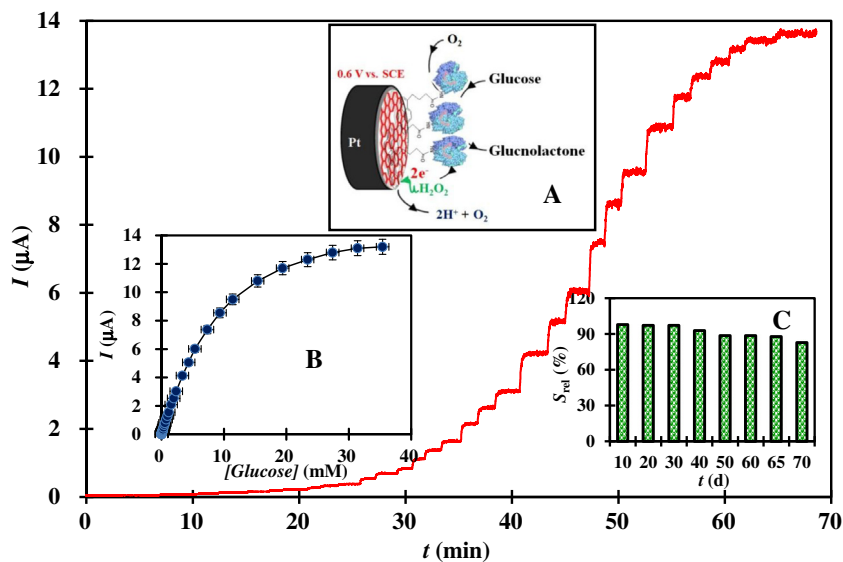 14
12
10
8
6
4
2
0
I (µA)
0
10
20
30
40
50
60
70
t (min)
O₂
0.6 V vs. SCE
Glucose
Pt
Glucnolactone
2e⁻
H₂O₂
A
2H⁺ + O₂
14
12
10
8
6
4
2
0
I (µA)
B
0
10
20
30
40
[Glucose] (mM)
120
90
60
30
0
S_rel (%)
C
10
20
30
40
50
60
65
70
t (d)